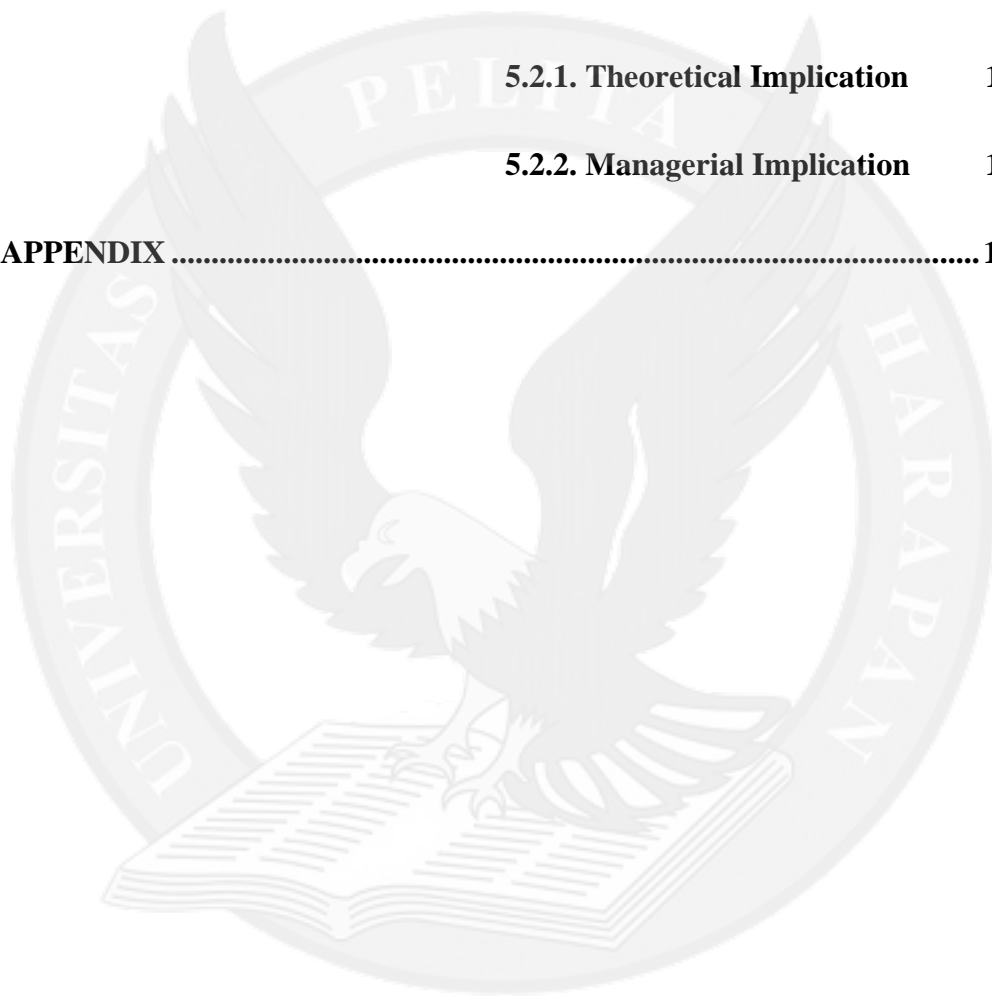 5.2.1. Theoretical Implication 1
5.2.2. Managerial Implication 1
APPENDIX ........................................................................................................ 1
UNIVERSITAS PELITA HARAPAN